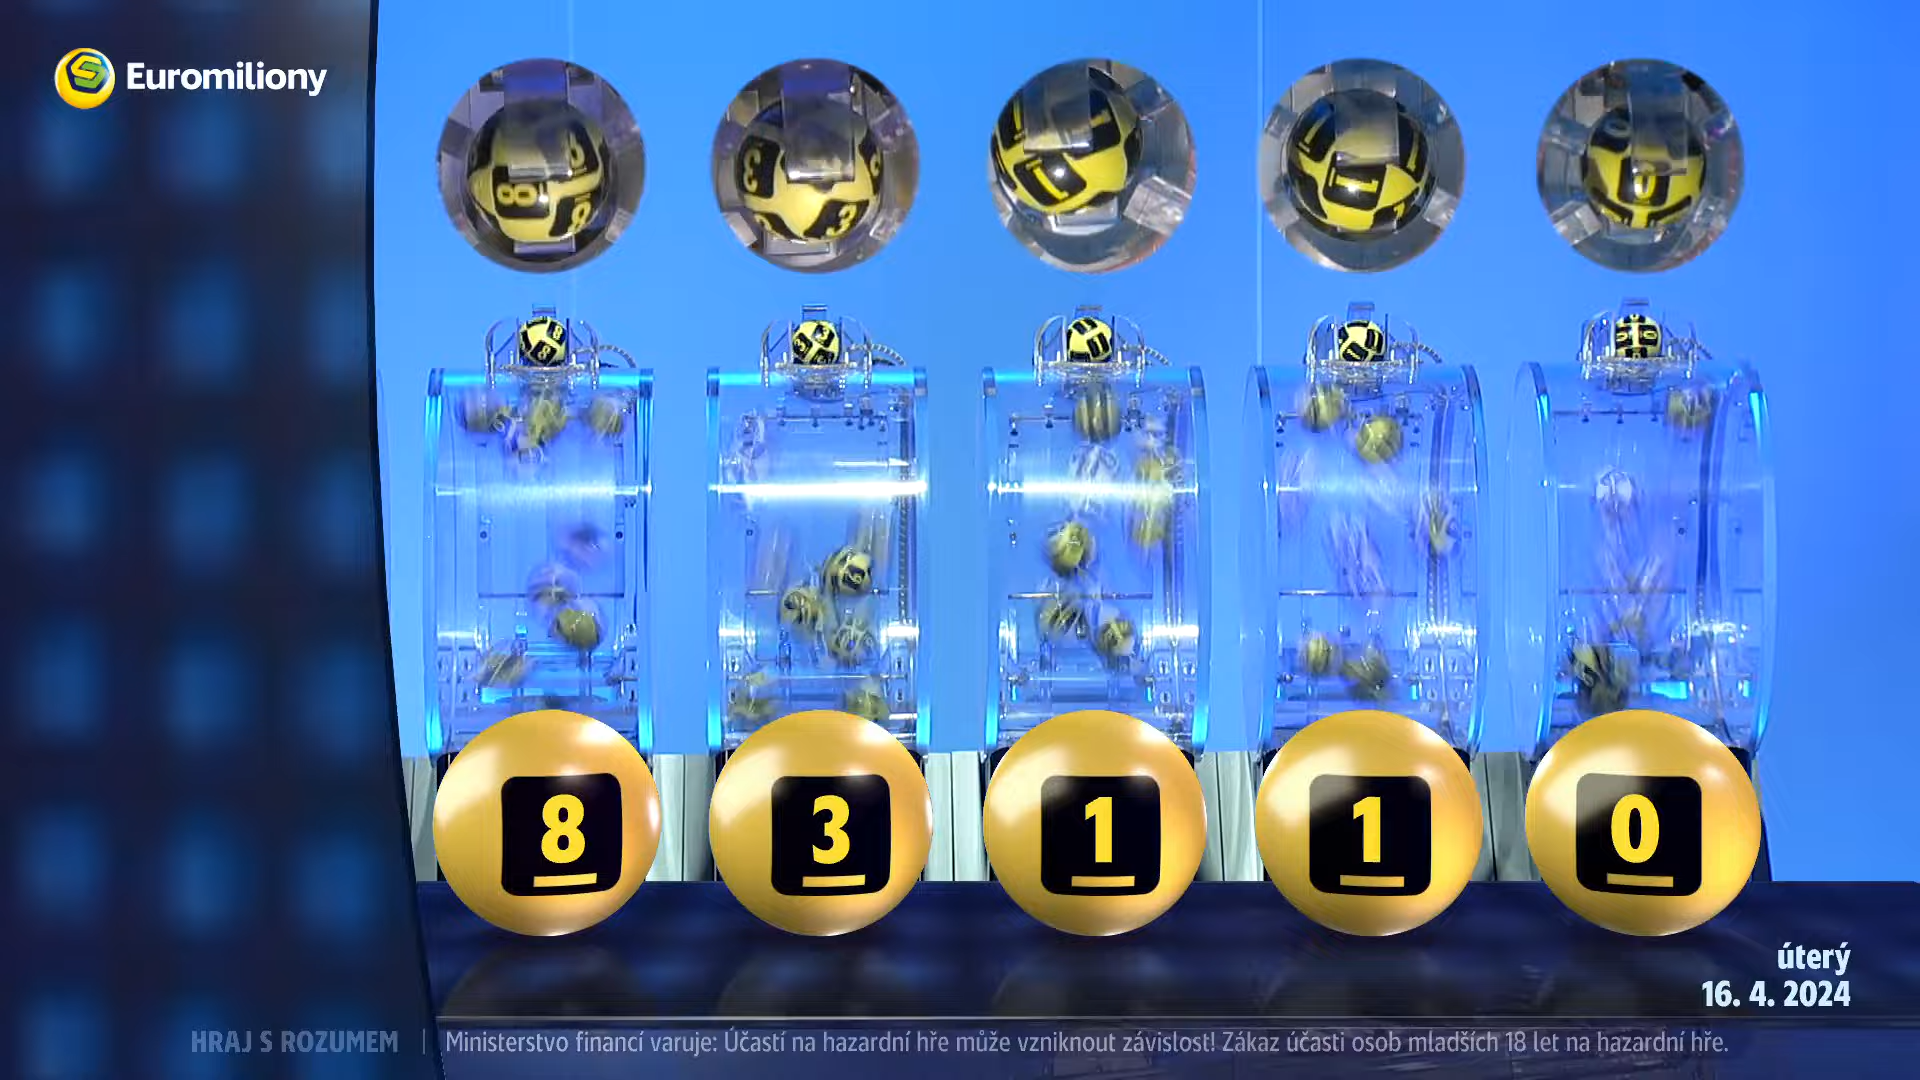 Euromiliony
8 3 1 1 0
úterý
16. 4. 2024
HRAJ S ROZUMEM | Ministerstvo financí varuje: Účastí na hazardní hře může vzniknout závislost! Zákaz účasti osob mladších 18 let na hazardní hře.